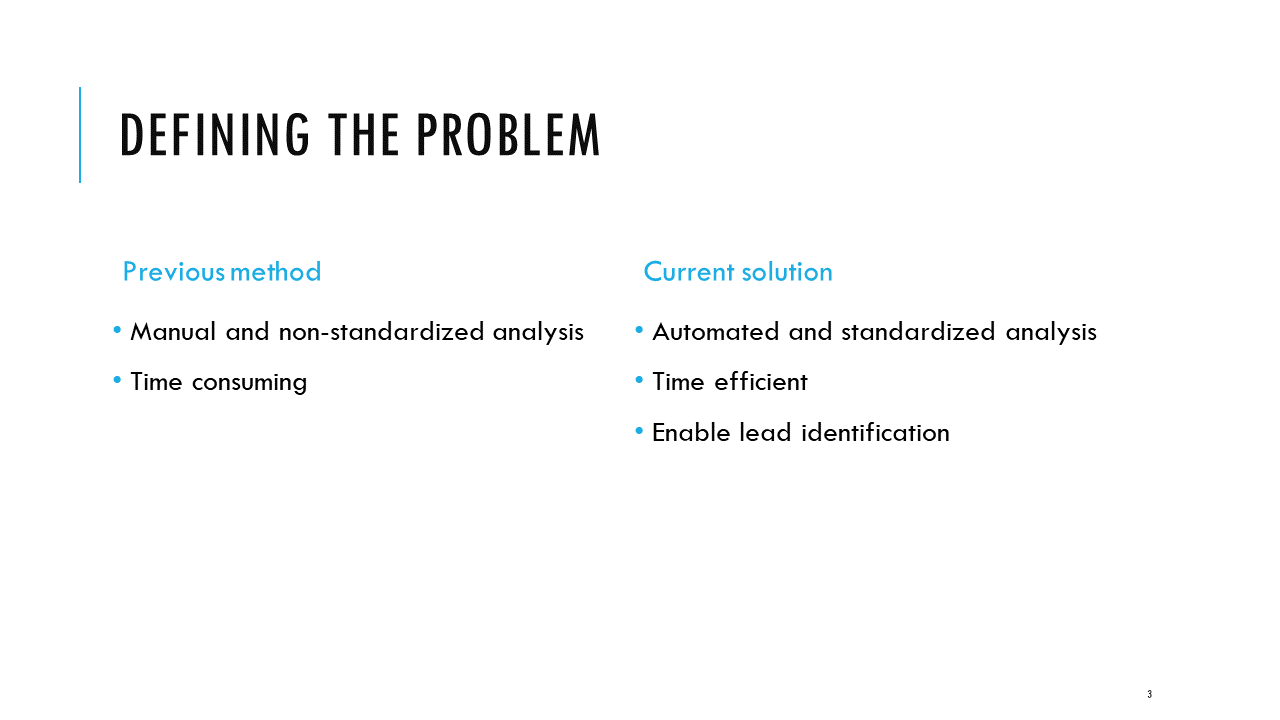 DEFINING THE PROBLEM
Previous method
• Manual and non-standardized analysis
• Time consuming
Current solution
• Automated and standardized analysis
• Time efficient
• Enable lead identification
3